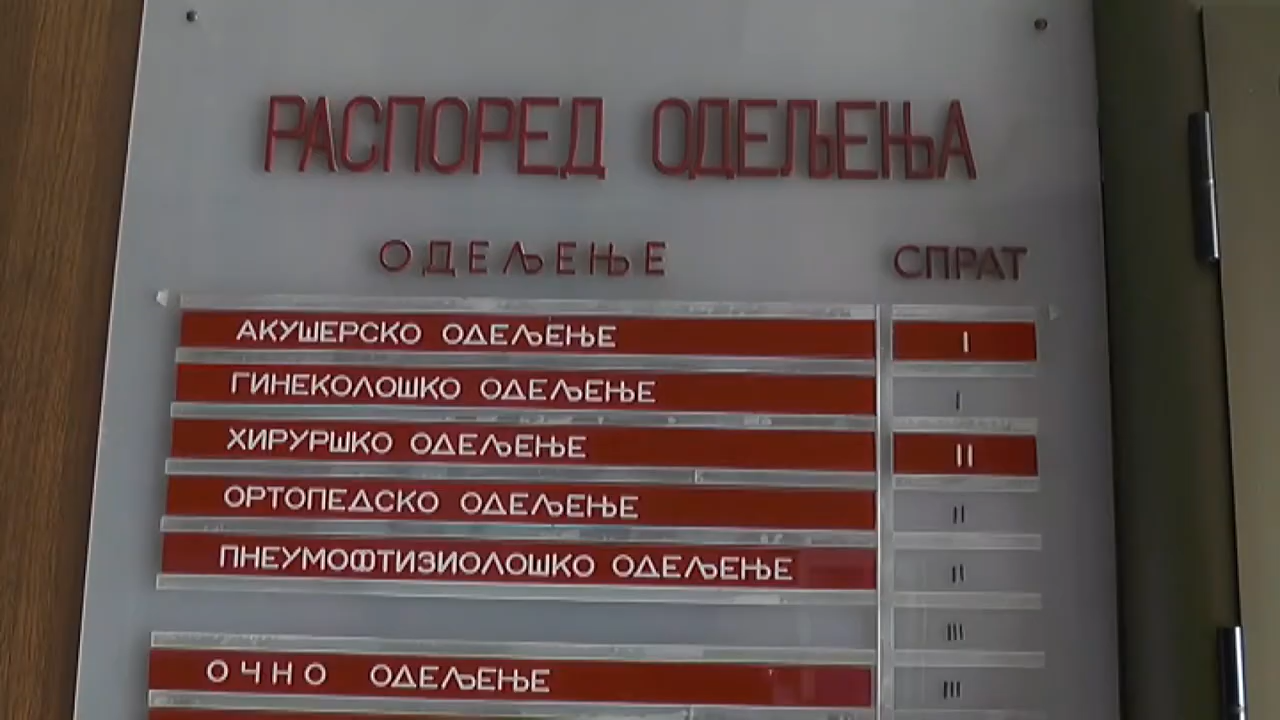 РАСПОРЕД ОДЕЉЕЊА
ОДЕЉЕЊЕ СПРАТ
АКУШЕРСКО ОДЕЉЕЊЕ I
ГИНЕКОЛОШКО ОДЕЉЕЊЕ I
ХИРУРШКО ОДЕЉЕЊЕ II
ОРТОПЕДСКО ОДЕЉЕЊЕ II
ПНЕУМОФТИЗИОЛОШКО ОДЕЉЕЊЕ II
III
ОЧНО ОДЕЉЕЊЕ III